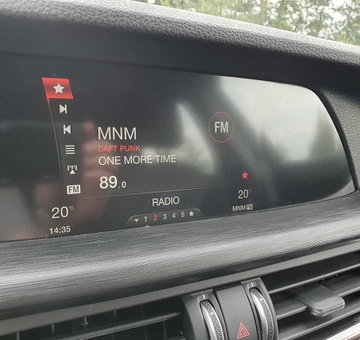 MNM
FM
DAFT PUNK
ONE MORE TIME
89.0
FM
20°
RADIO
20°
14:35
1 2 3 4 5
MNM